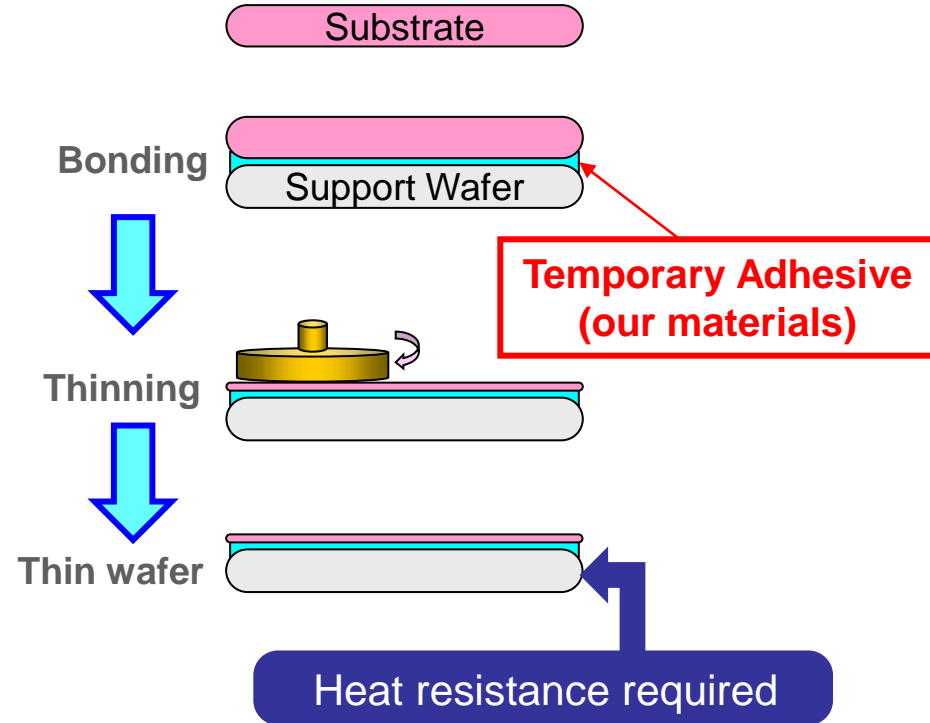 Substrate
Bonding
Support Wafer
Temporary Adhesive
(our materials)
Thinning
Thin wafer
Heat resistance required